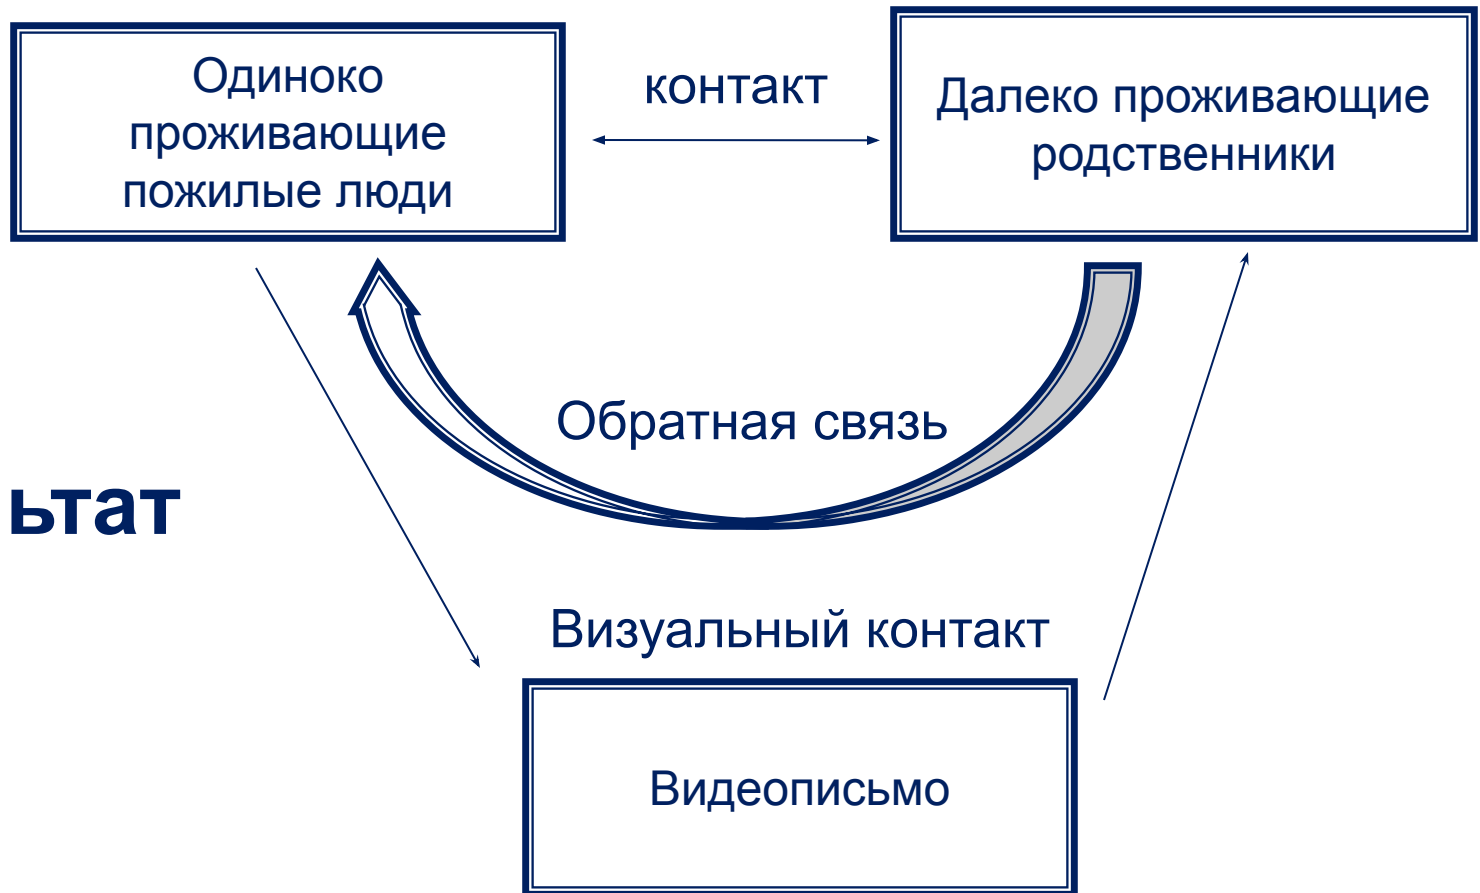 Одиноко
проживающие
пожилые люди
контакт
Далеко проживающие
родственники
Обратная связь
ьтат
Визуальный контакт
Видеописьмо